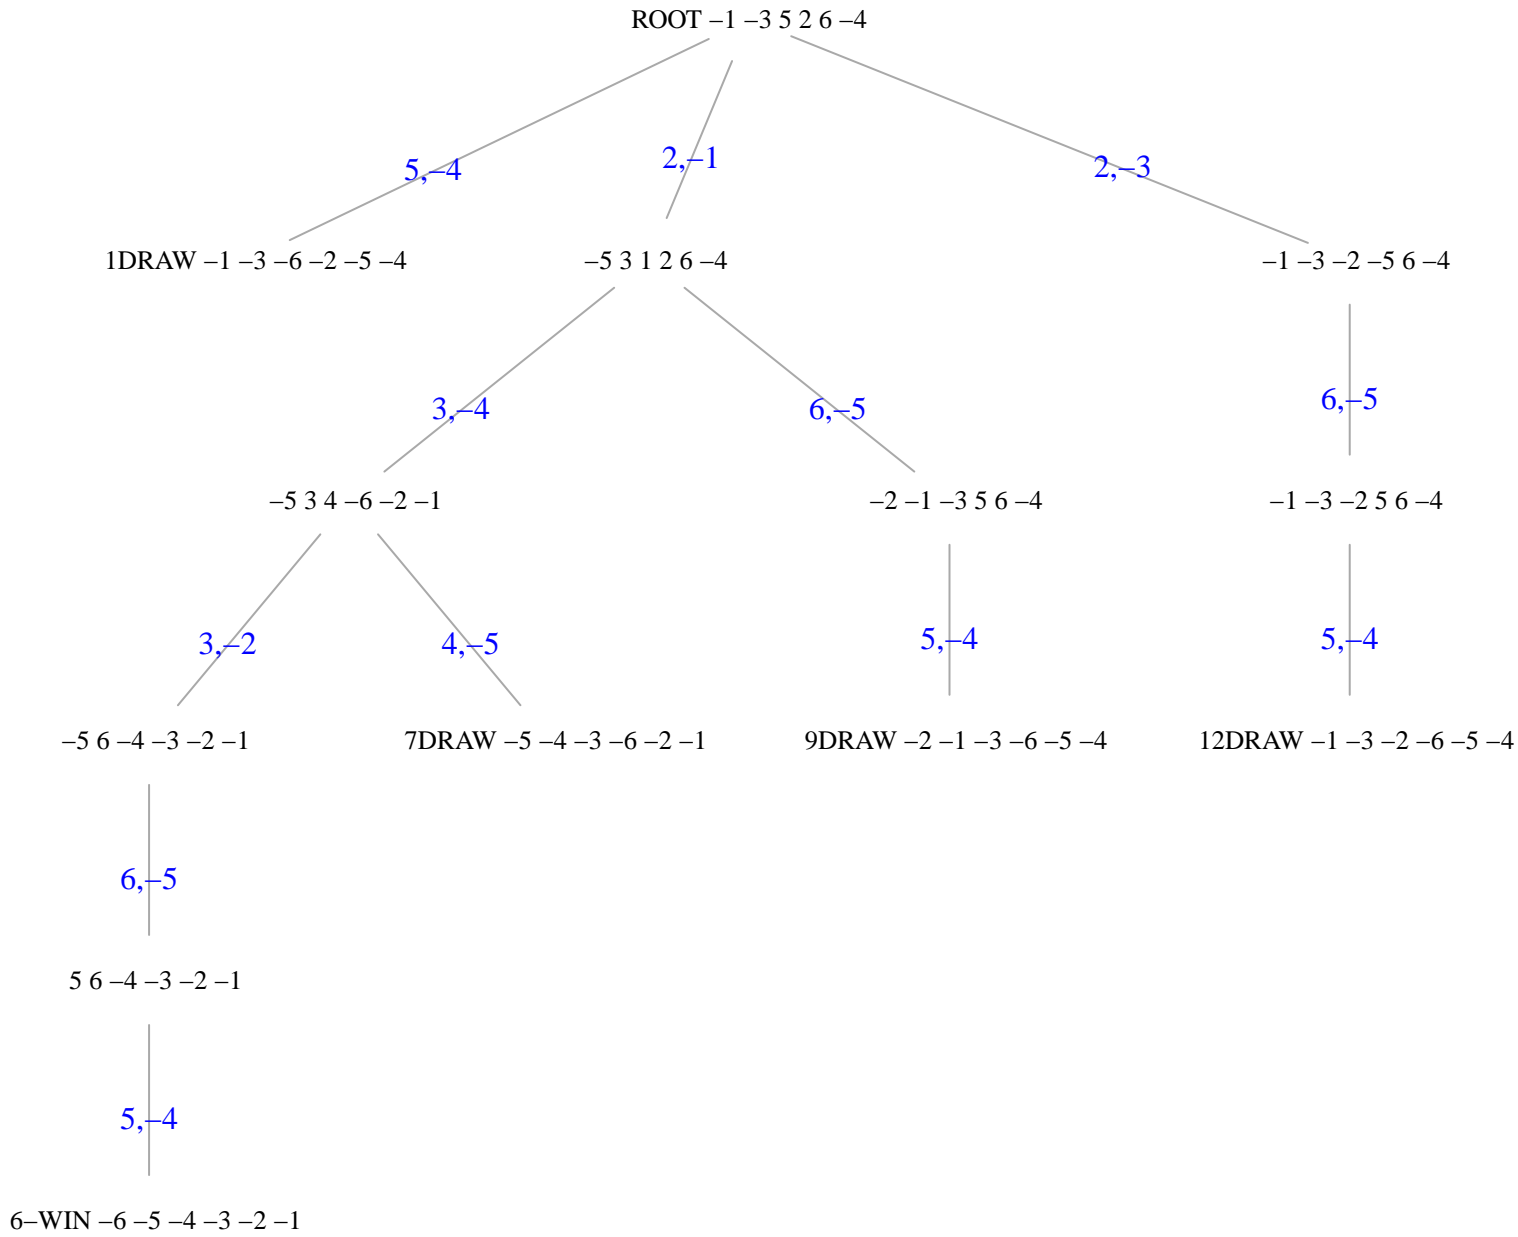 ROOT –1 –3 5 2 6 –4
5,–4
2,–1
2,–3
1DRAW –1 –3 –6 –2 –5 –4
–5 3 1 2 6 –4
–1 –3 –2 –5 6 –4
3,–4
6,–5
6,–5
–5 3 4 –6 –2 –1
–2 –1 –3 5 6 –4
–1 –3 –2 5 6 –4
3,–2
4,–5
5,–4
5,–4
–5 6 –4 –3 –2 –1
7DRAW –5 –4 –3 –6 –2 –1
9DRAW –2 –1 –3 –6 –5 –4
12DRAW –1 –3 –2 –6 –5 –4
6,–5
5 6 –4 –3 –2 –1
5,–4
6–WIN –6 –5 –4 –3 –2 –1